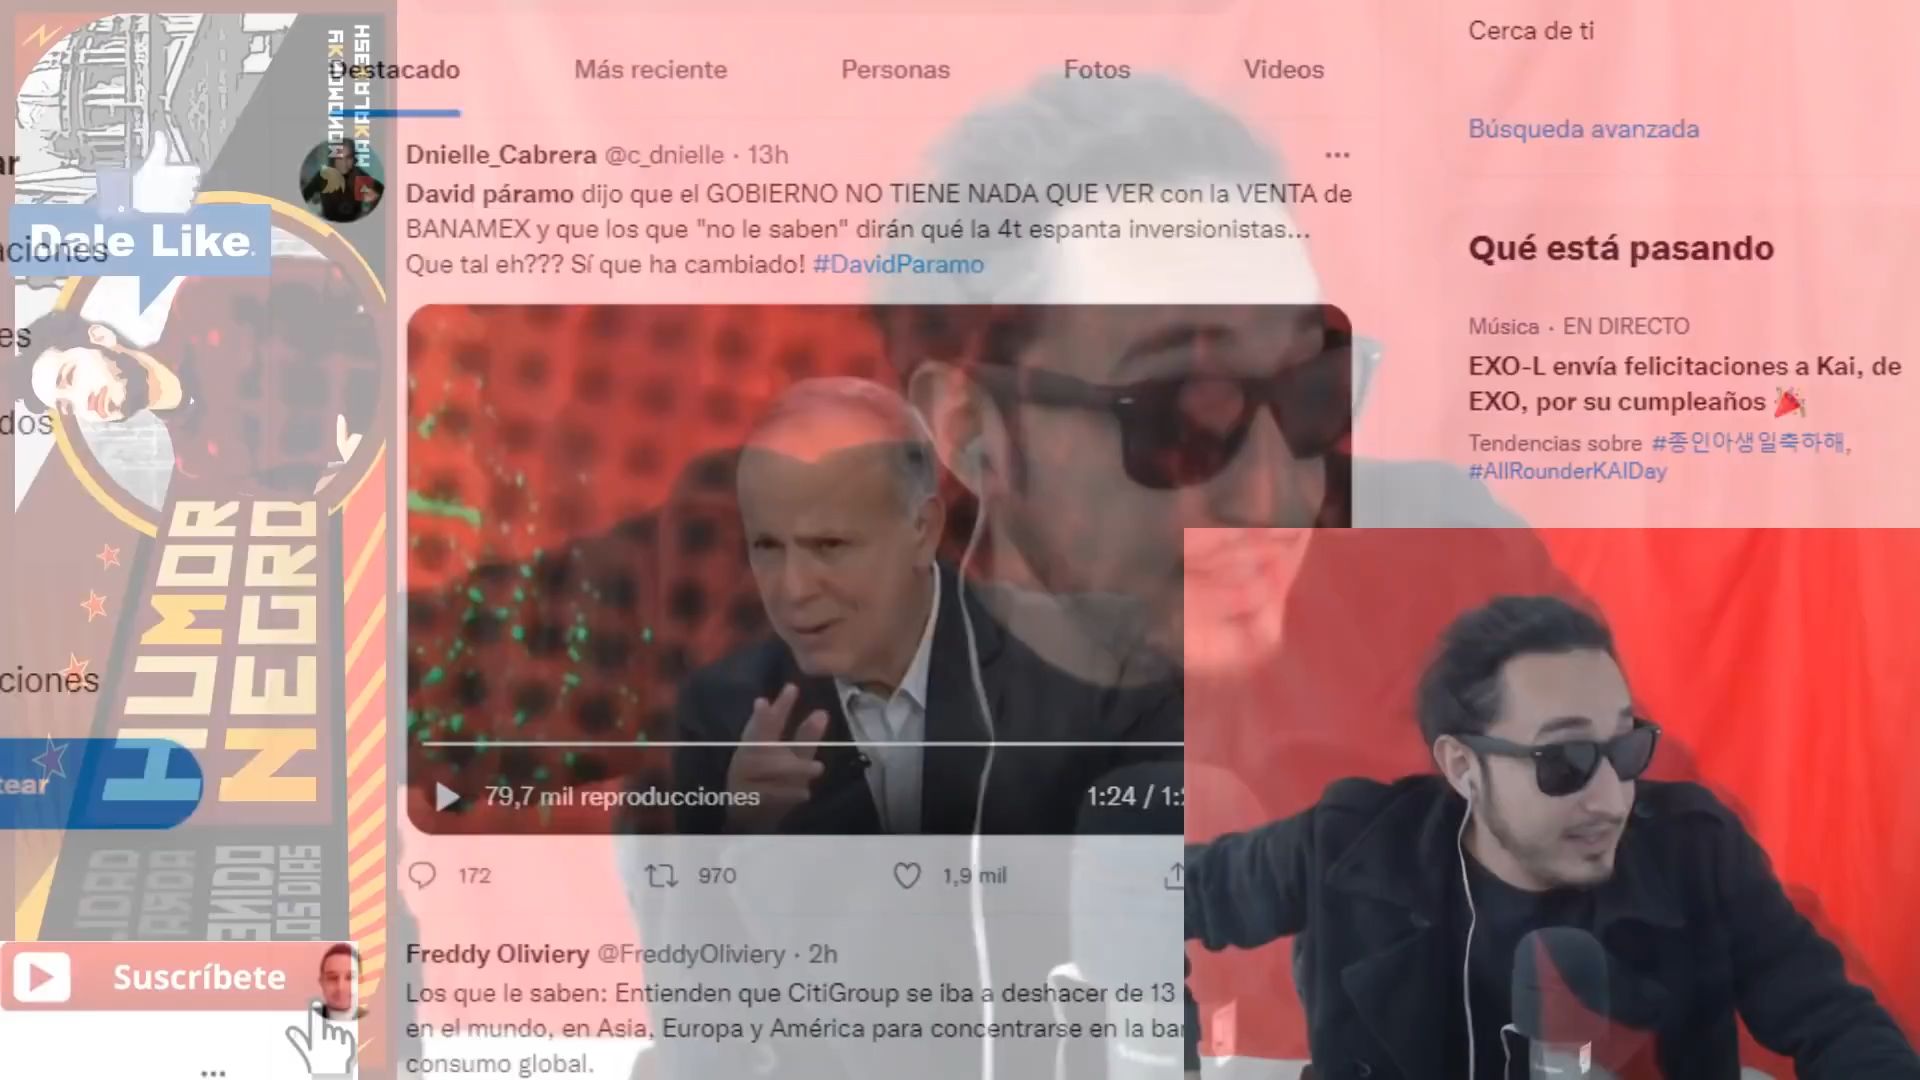 Destacado
Más reciente
Personas
Fotos
Videos
Cerca de ti
Búsqueda avanzada
Dnielle_Cabrera @c_dnielle · 13h
David páramo dijo que el GOBIERNO NO TIENE NADA QUE VER con la VENTA de
BANAMEX y que los que "no le saben" dirán qué la 4t espanta inversionistas...
Que tal eh??? Sí que ha cambiado! #DavidParamo
Qué está pasando
Música · EN DIRECTO
EXO-L envía felicitaciones a Kai, de
EXO, por su cumpleaños
Tendencias sobre #종인아생일축하해,
#AllRounderKAIDay
79,7 mil reproducciones
1:24 / 1:
172
970
1,9 mil
Freddy Oliviery @FreddyOliviery · 2h
Los que le saben: Entienden que CitiGroup se iba a deshacer de 13
en el mundo, en Asia, Europa y América para concentrarse en la
consumo global.
Dale Like.
aciones
es
dos
ciones
tear
HUMOR
NEGRO
Suscríbete